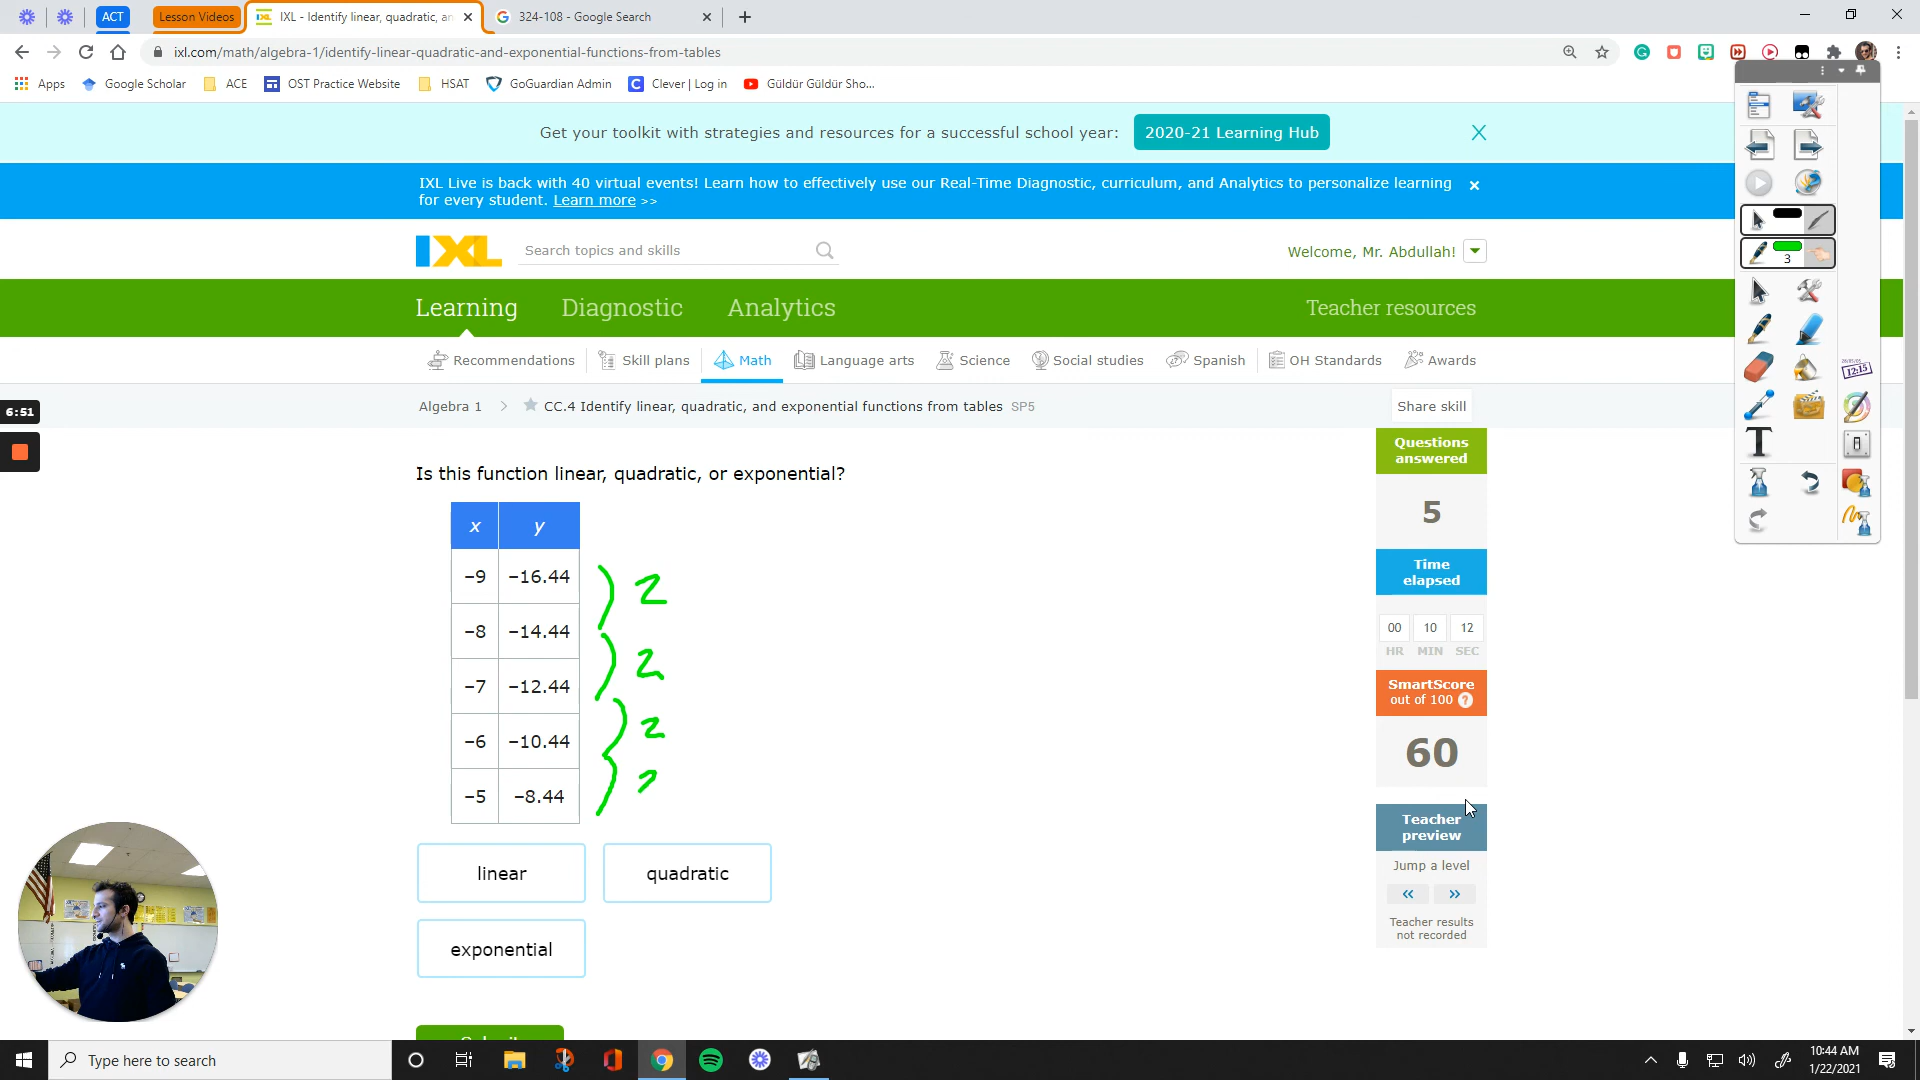 ACT
Lesson Videos
IXL - Identify linear, quadratic, an
324-108 - Google Search
ixl.com/math/algebra-1/identify-linear-quadratic-and-exponential-functions-from-tables
Apps
Google Scholar
ACE
OST Practice Website
HSAT
GoGuardian Admin
Clever | Log in
Güldür Güldür Sho...
Get your toolkit with strategies and resources for a successful school year:
2020-21 Learning Hub
IXL Live is back with 40 virtual events! Learn how to effectively use our Real-Time Diagnostic, curriculum, and Analytics to personalize learning
for every student. Learn more >>
IXL
Search topics and skills
Welcome, Mr. Abdullah!
3
Learning
Diagnostic
Analytics
Teacher resources
Recommendations
Skill plans
Math
Language arts
Science
Social studies
Spanish
OH Standards
Awards
12:15
6:51
Algebra 1
CC.4 Identify linear, quadratic, and exponential functions from tables SP5
Share skill
Is this function linear, quadratic, or exponential?
x y
−9 −16.44
−8 −14.44
−7 −12.44
−6 −10.44
−5 −8.44
2
2
2
2
linear
quadratic
exponential
Questions
answered
5
Time
elapsed
00 10 12
HR MIN SEC
SmartScore
out of 100 ?
60
Teacher
preview
Jump a level
<< >>
Teacher results
not recorded
Submit
Type here to search
10:44 AM
1/22/2021